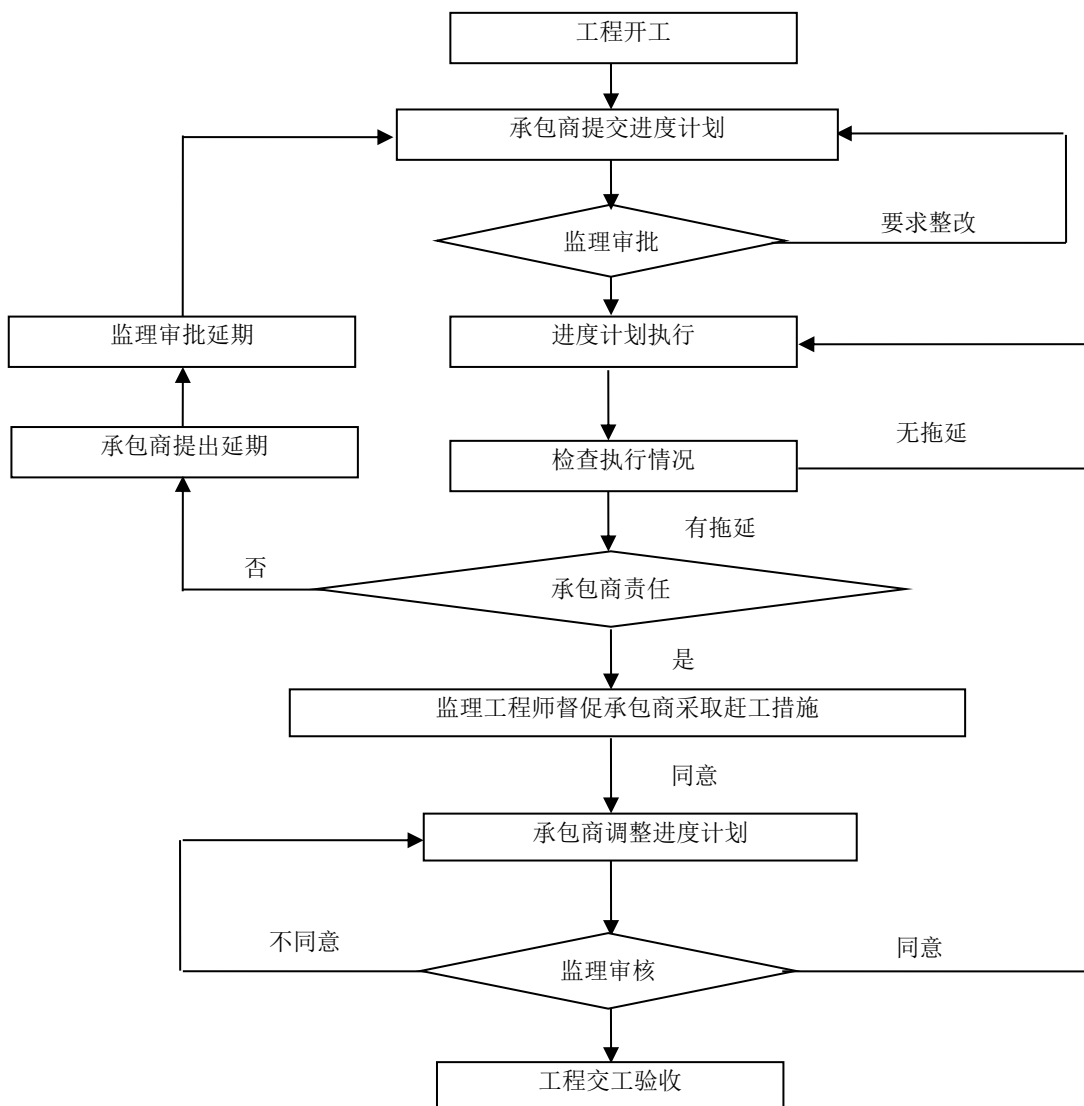 工程开工
承包商提交进度计划
监理审批
要求整改
监理审批延期
进度计划执行
承包商提出延期
检查执行情况
无拖延
有拖延
否
承包商责任
是
监理工程师督促承包商采取赶工措施
同意
承包商调整进度计划
不同意
监理审核
同意
工程交工验收